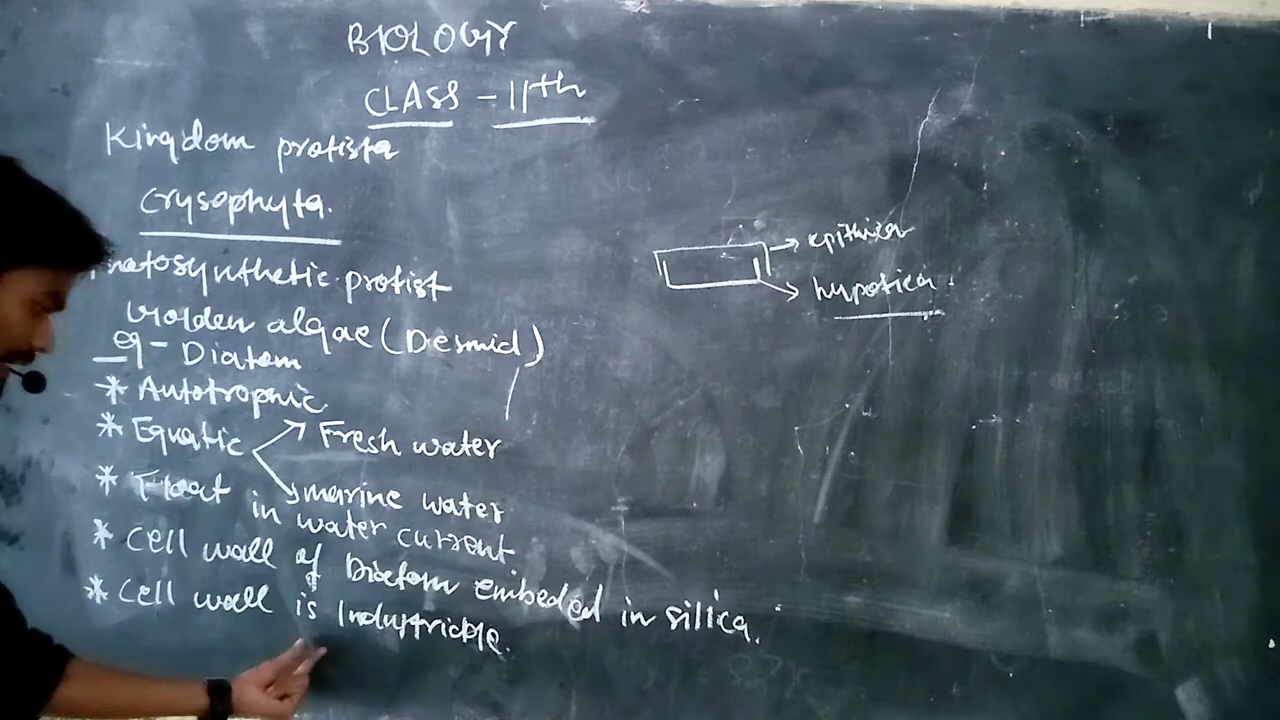 BIOLOGY
CLASS - 11th
Kingdom protista
Crysophyta.
Photosynthetic protist
Golden algae (Desmid)
eg - Diatom
* Autotrophic
* Equatic → Fresh water
→ marine water
* Float in water current
* Cell wall of Diatom embeded in silica.
* Cell wall is
→ epithica
→ hypotica.